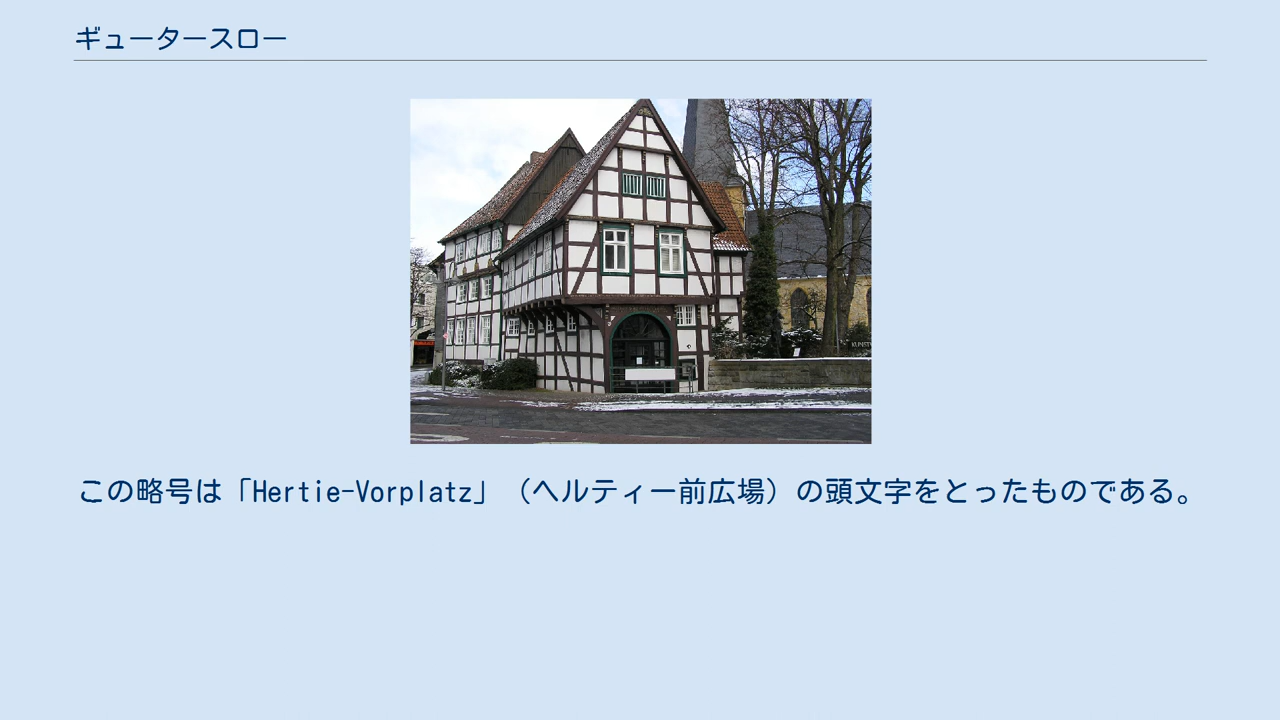 ギュータースロー
KUNST
この略号は「Hertie-Vorplatz」（ヘルティー前広場）の頭文字をとったものである。